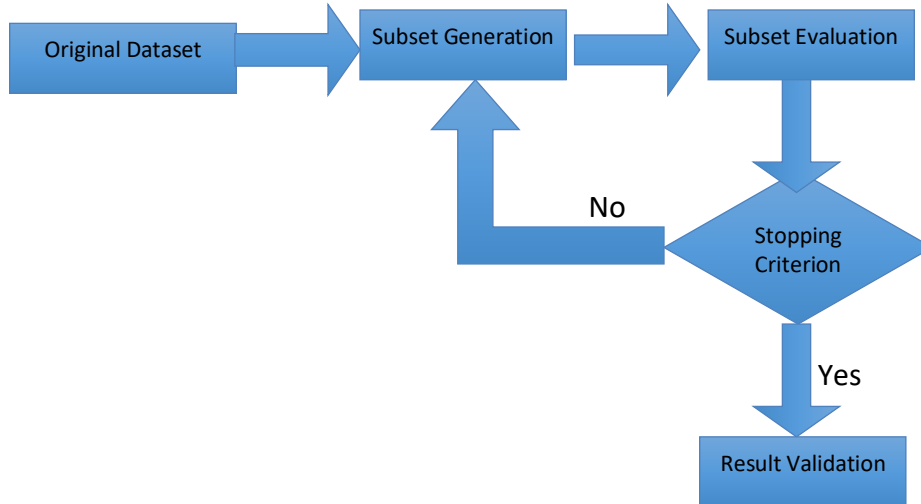 Original Dataset
Subset Generation
Subset Evaluation
No
Stopping
Criterion
Yes
Result Validation